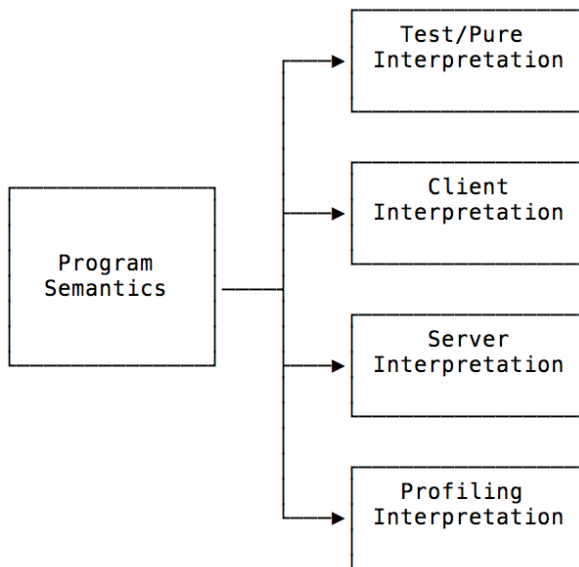 Test/Pure
Interpretation
Client
Interpretation
Program
Semantics
Server
Interpretation
Profiling
Interpretation